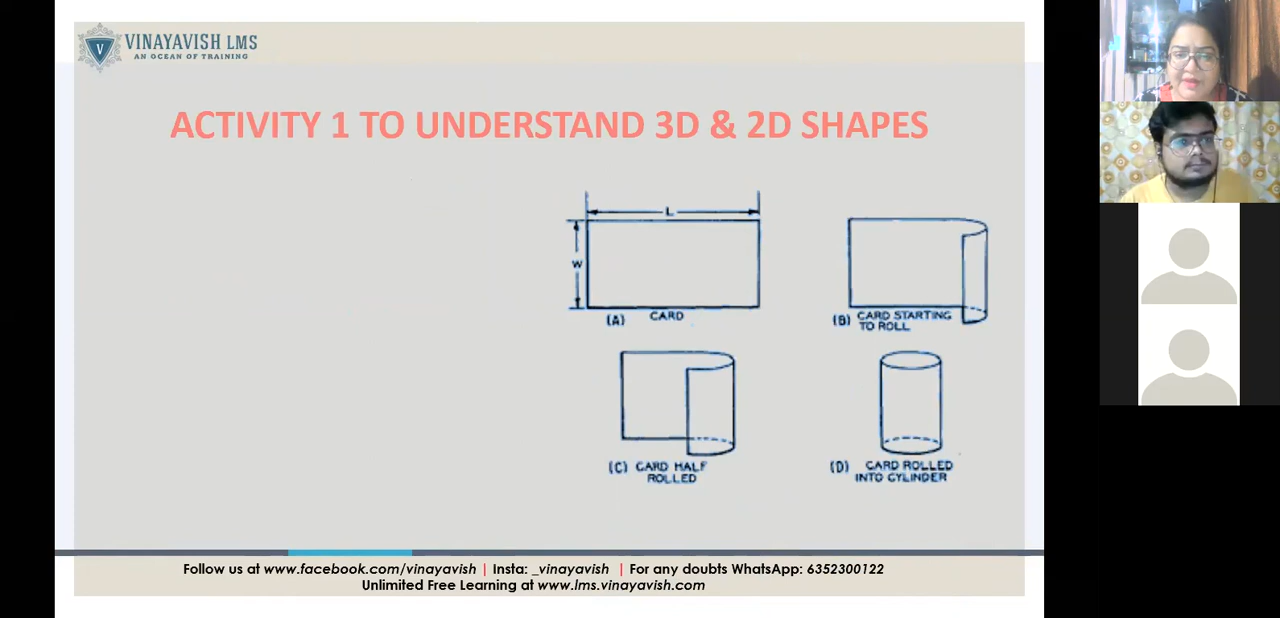 V
VINAYAVISH LMS
AN OCEAN OF TRAINING
ACTIVITY 1 TO UNDERSTAND 3D & 2D SHAPES
L
W
(A) CARD
(B) CARD STARTING
TO ROLL
(C) CARD HALF
ROLLED
(D) CARD ROLLED
INTO CYLINDER
Follow us at www.facebook.com/vinayavish | Insta: _vinayavish | For any doubts WhatsApp: 6352300122
Unlimited Free Learning at www.lms.vinayavish.com